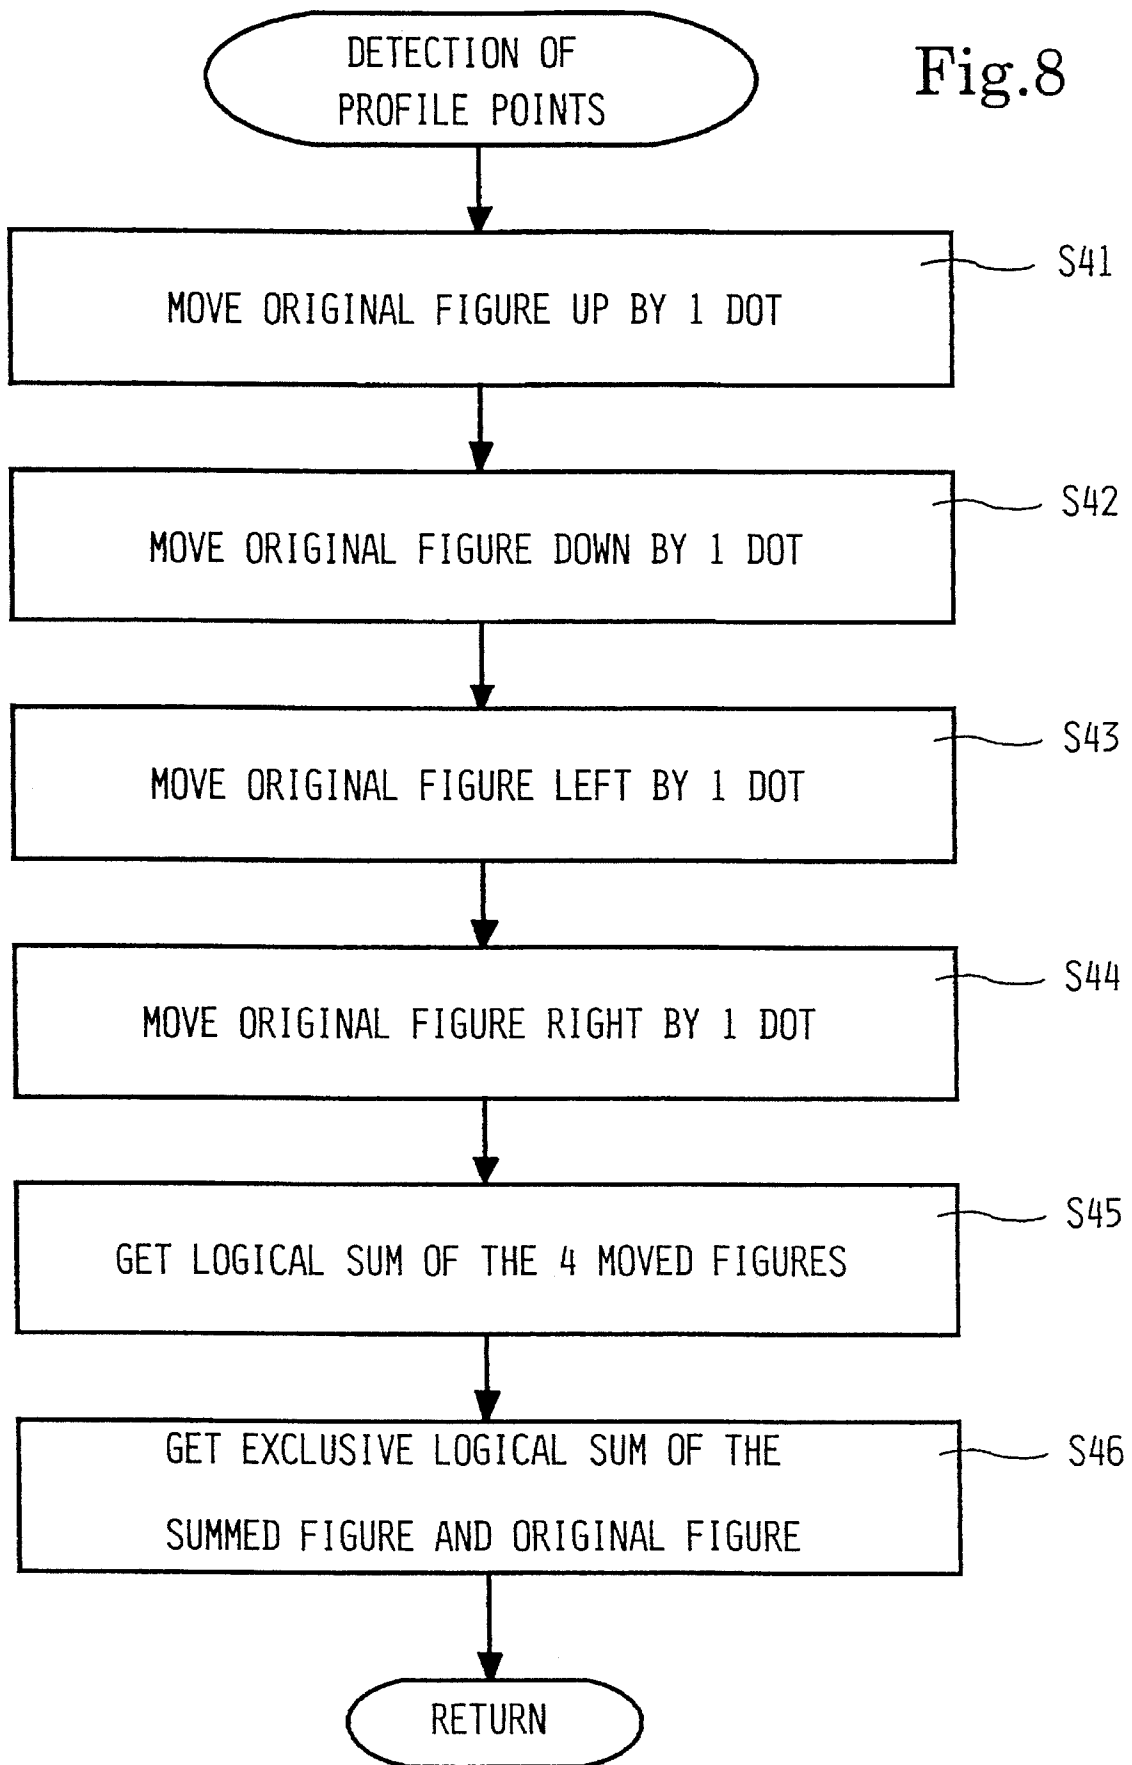 DETECTION OF
PROFILE POINTS
Fig.8
S41
MOVE ORIGINAL FIGURE UP BY 1 DOT
S42
MOVE ORIGINAL FIGURE DOWN BY 1 DOT
S43
MOVE ORIGINAL FIGURE LEFT BY 1 DOT
S44
MOVE ORIGINAL FIGURE RIGHT BY 1 DOT
S45
GET LOGICAL SUM OF THE 4 MOVED FIGURES
S46
GET EXCLUSIVE LOGICAL SUM OF THE
SUMMED FIGURE AND ORIGINAL FIGURE
RETURN